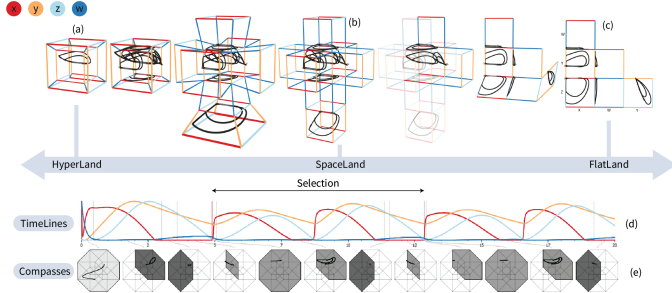 x y z w
(a)
(b)
(c)
HyperLand
SpaceLand
FlatLand
Selection
TimeLines
(d)
Compasses
(e)